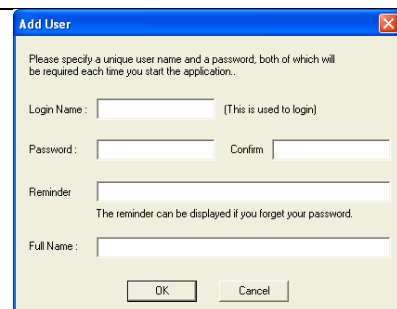 Add User
Please specify a unique user name and a password, both of which will
be required each time you start the application..
Login Name :
(This is used to login)
Password :
Confirm
Reminder
The reminder can be displayed if you forget your password.
Full Name :
OK
Cancel